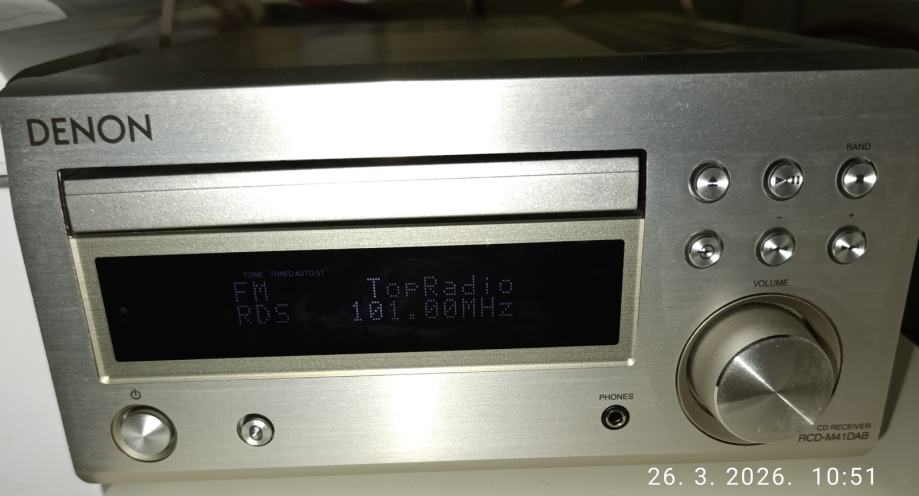 DENON
BAND
TONE TUNED AUTO ST
FM TopRadio
RDS 101.00MHz
- +
VOLUME
PHONES
CD RECEIVER
RCD-M41DAB
26. 3. 2026. 10:51